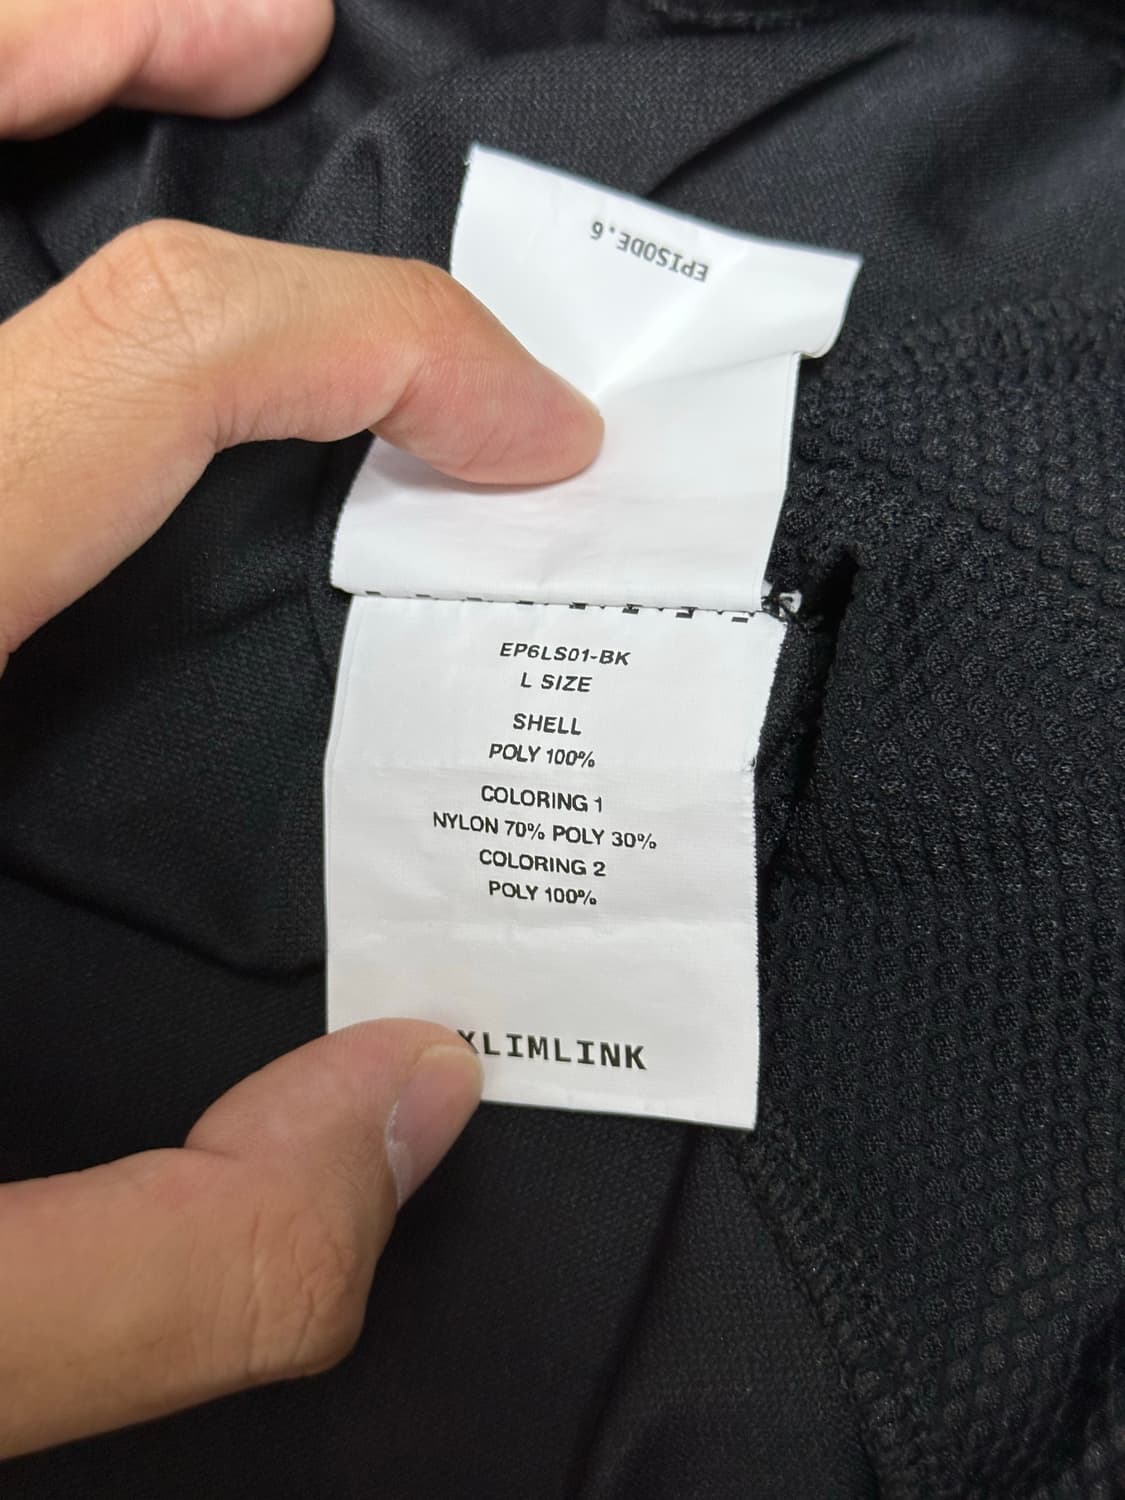 EPISODE.6
EP6LS01-BK
L SIZE
SHELL
POLY 100%
COLORING 1
NYLON 70% POLY 30%
COLORING 2
POLY 100%
XLIMLINK